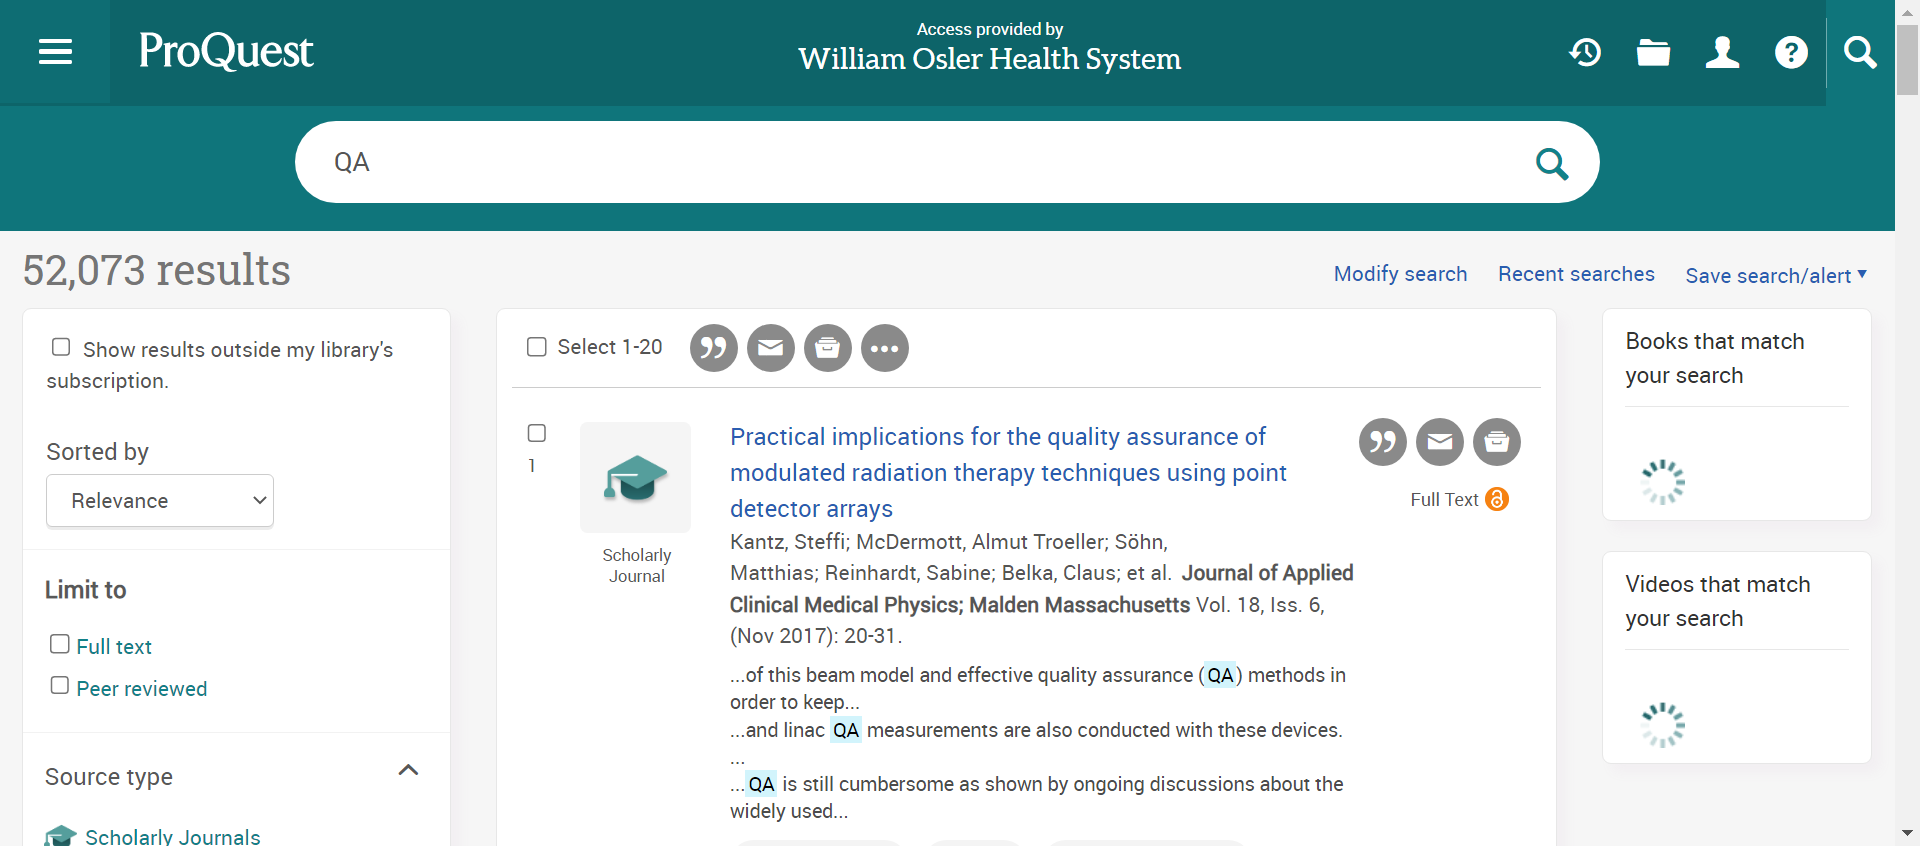 ProQuest
Access provided by
William Osler Health System
QA
52,073 results
Modify search
Recent searches
Save search/alert
Show results outside my library's
subscription.
Sorted by
Relevance
Limit to
Full text
Peer reviewed
Source type
Scholarly Journals
Select 1-20
1
Scholarly
Journal
Practical implications for the quality assurance of
modulated radiation therapy techniques using point
detector arrays
Kantz, Steffi; McDermott, Almut Troeller; Söhn,
Matthias; Reinhardt, Sabine; Belka, Claus; et al. Journal of Applied
Clinical Medical Physics; Malden Massachusetts Vol. 18, Iss. 6,
(Nov 2017): 20-31.
...of this beam model and effective quality assurance (QA) methods in
order to keep...
...and linac QA measurements are also conducted with these devices.
...
...QA is still cumbersome as shown by ongoing discussions about the
widely used...
Full Text
Books that match
your search
Videos that match
your search